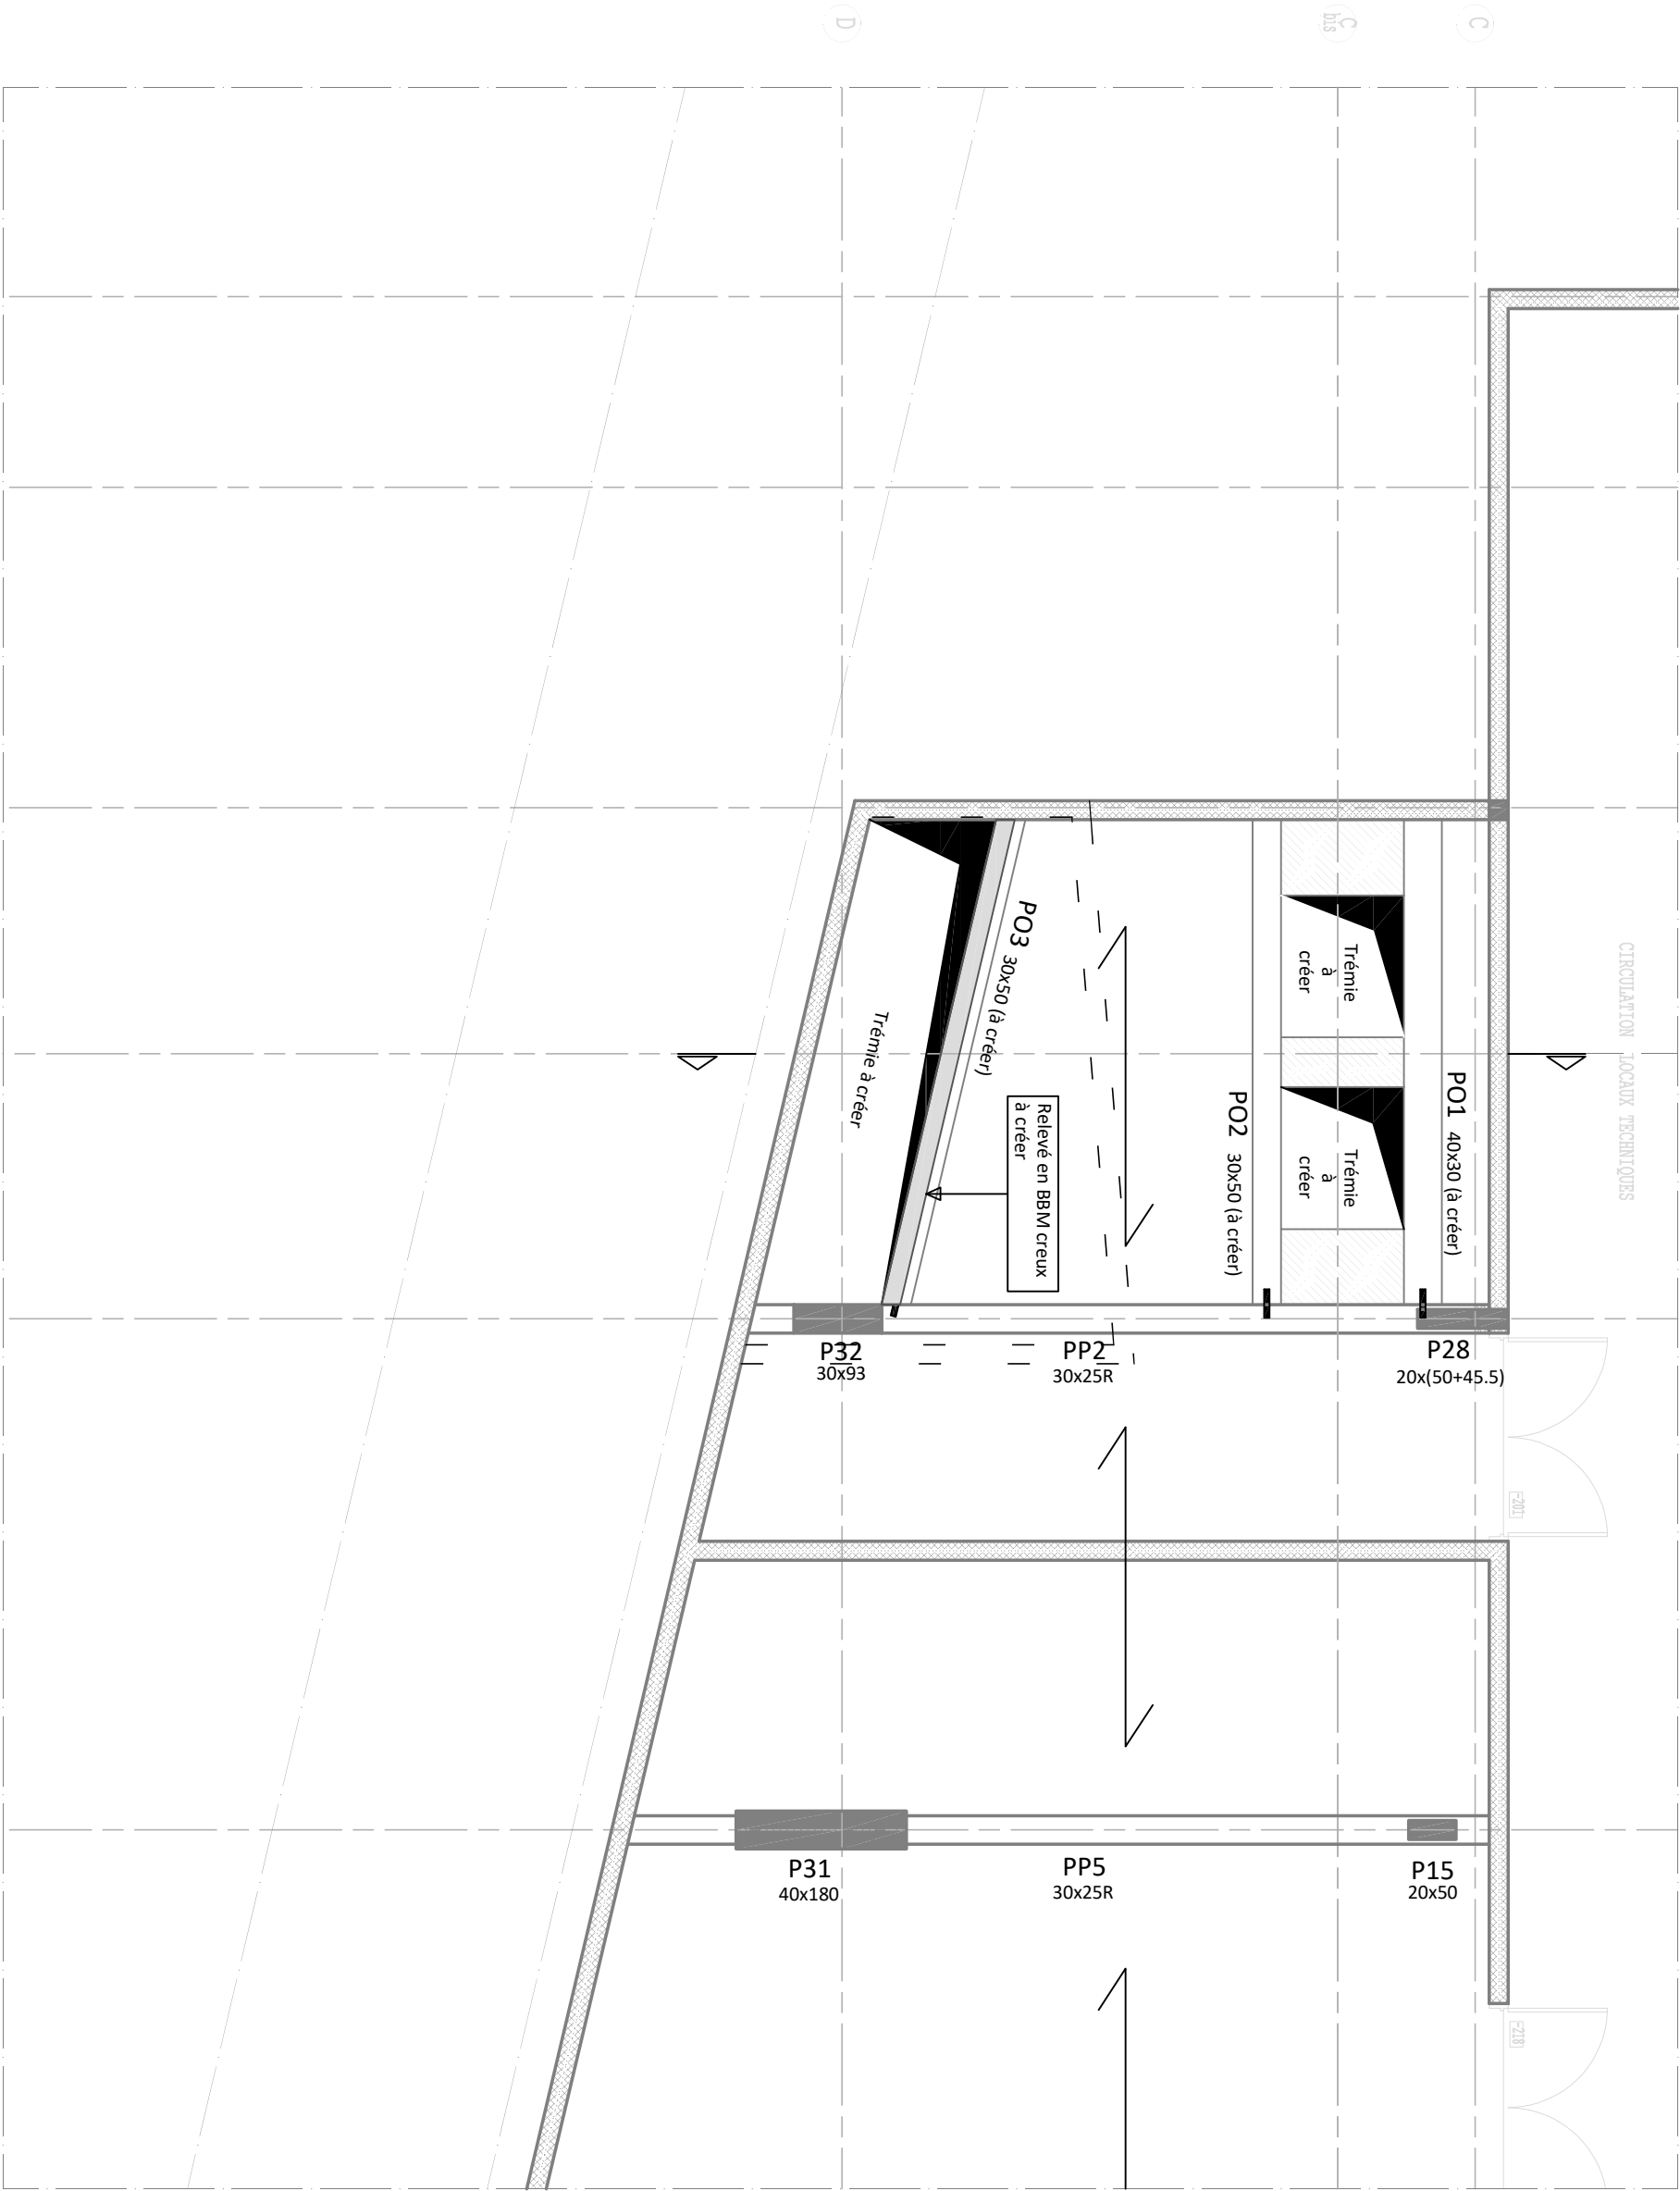 D
C
bis
C
CIRCULATION LOCAUX TECHNIQUES
PO3 30x50 (à créer)
Trémie
à
créer
Trémie à créer
PO1 40x30 (à créer)
PO2 30x50 (à créer)
Trémie
à
créer
Relevé en BBM creux
à créer
P32
30x93
PP2
30x25R
P28
20x(50+45.5)
-201
P31
40x180
PP5
30x25R
P15
20x50
-218